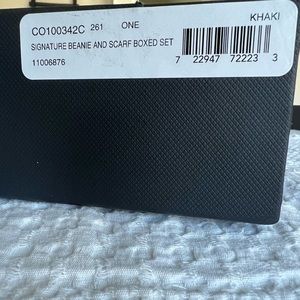 CO100342C 261 ONE KHAKI
SIGNATURE BEANIE AND SCARF BOXED SET
11006876
7 22947 72223 3